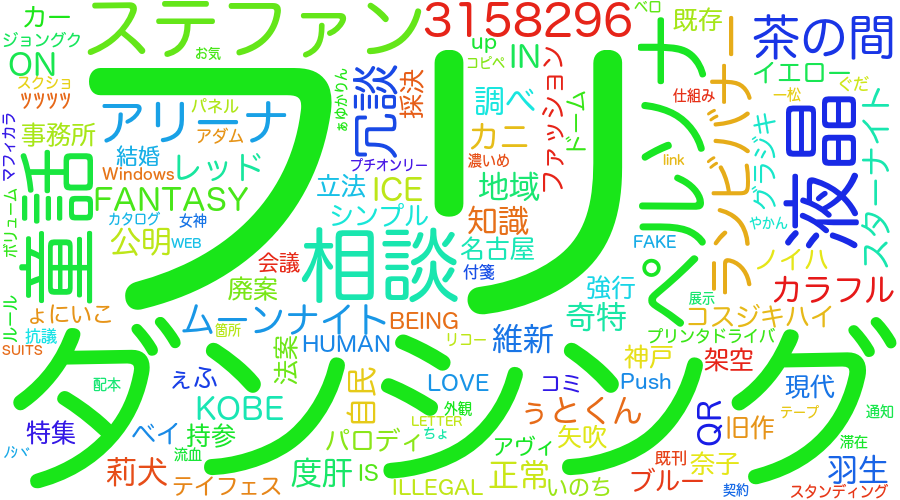 カー
ステファン
3158296
ベロ
既存
茶の間
ジョングク
お気
up
IN
コピペ
ナ
ON
スクショ
フリー
冗談
採決
ファッション
イエロー
ぐだ
ッッッッ
アリーナ
パネル
ぁゆかりん
調べ
ドーム
仕組み
一松
マフィカラ
事務所
アダム
カニ
ペルソナ
ランビバナー
液晶
童話
結婚
レッド
プチオンリー
濃いめ
link
グラジキ
スターナイト
Windows
FANTASY
立法
ICE
地域
カタログ
女神
シンプル
知識
やかん
ボリューム
公明
WEB
相談
名古屋
FAKE
ノイハ
会議
付箋
廃案
強行
展示
カラフル
ルール
ょにいこ
ムーンナイト
BEING
奇特
コスジキハイ
抗議
箇所
HUMAN
リコー
維新
プリンタドライバ
SUITS
法案
神戸
架空
ダンシング
ぇふ
自民
LOVE
コミ
Push
現代
配本
KOBE
外観
ぅとくん
QR
テープ
通知
特集
ベイ
持参
パロディ
LETTER
ちょ
アヴィ
矢吹
旧作
滞在
流血
莉犬
度肝
IS
正常
既刊
奈子
羽生
テイフェス
ILLEGAL
いのち
ブルー
契約
スタンディング